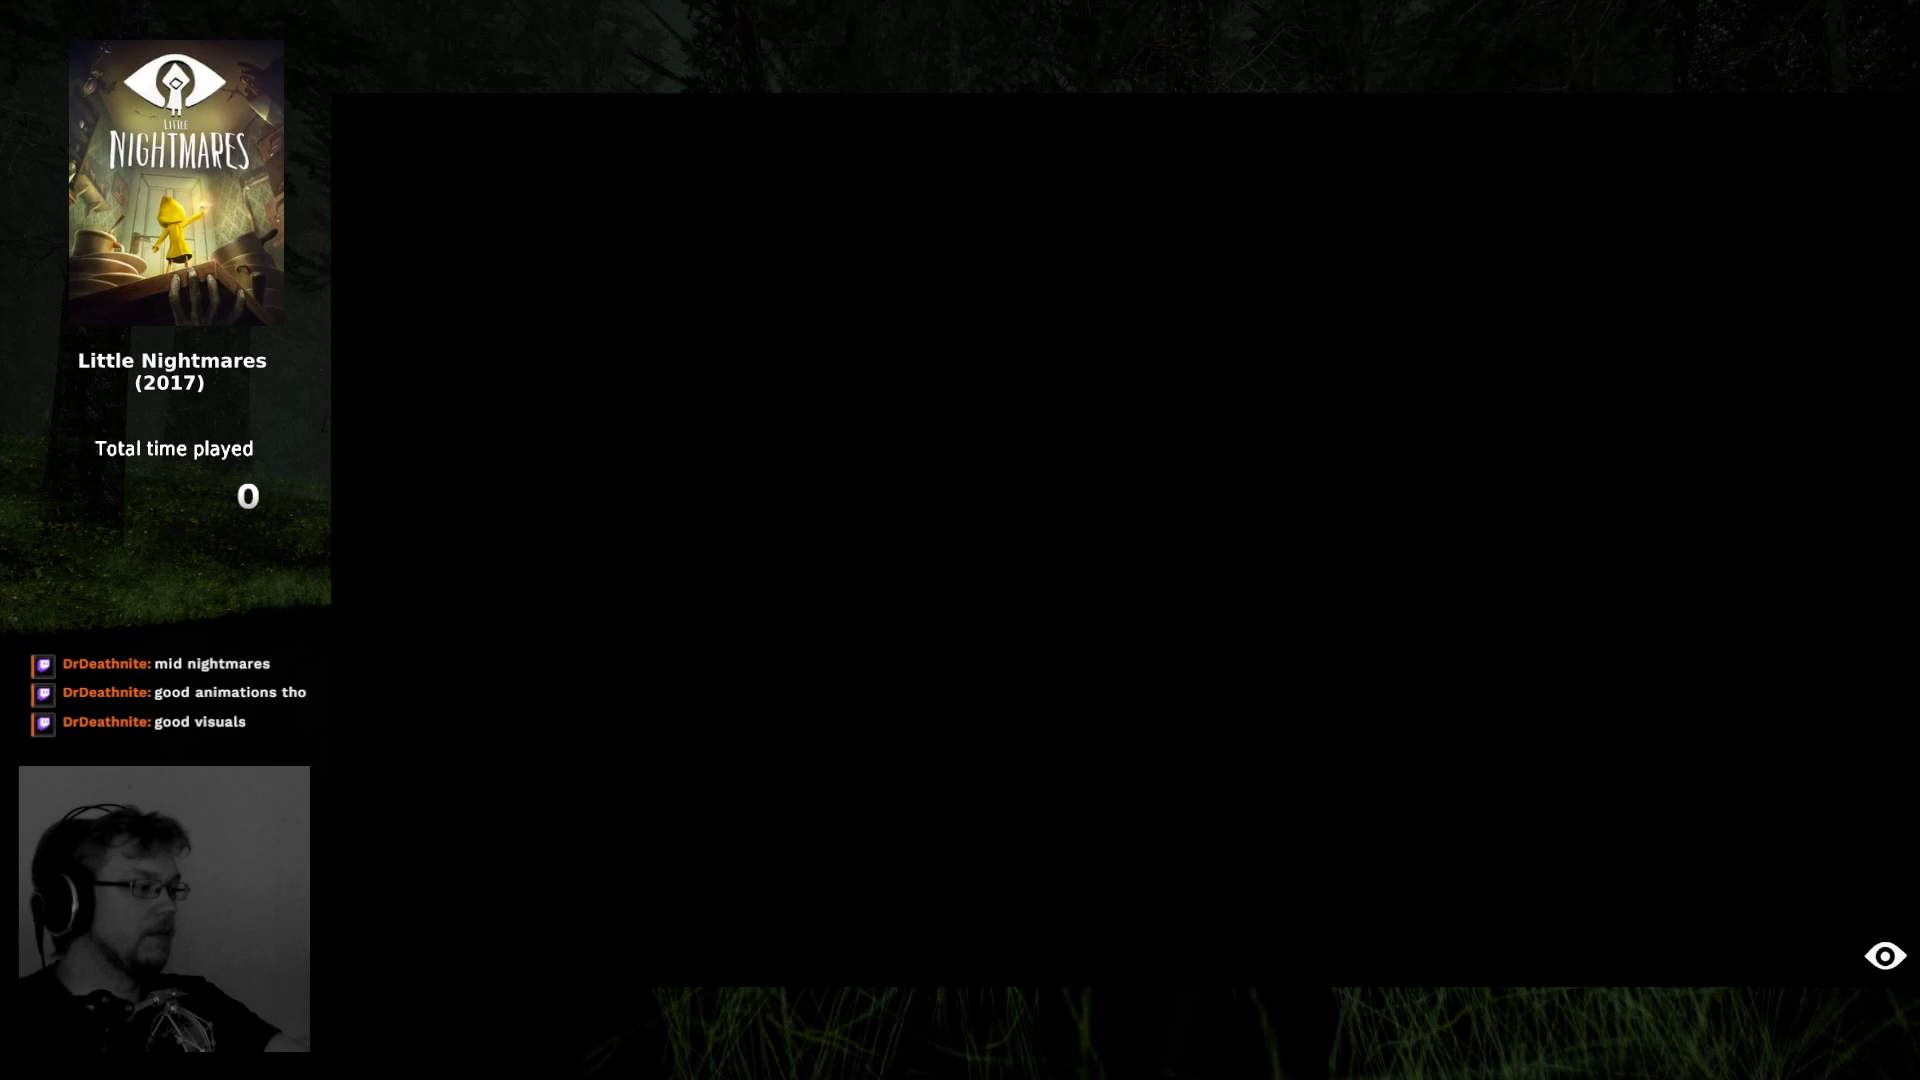 LITTLE
NIGHTMARES
Little Nightmares
(2017)
Total time played
0
DrDeathnite: mid nightmares
DrDeathnite: good animations tho
DrDeathnite: good visuals